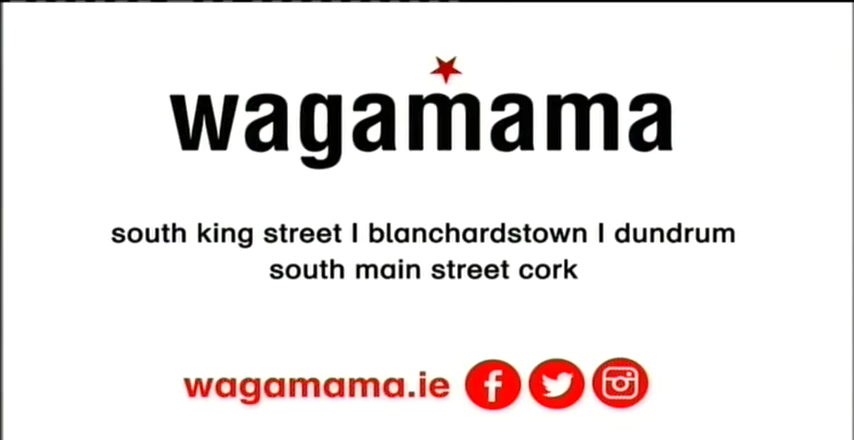 wagamama
south king street | blanchardstown | dundrum
south main street cork
wagamama.ie